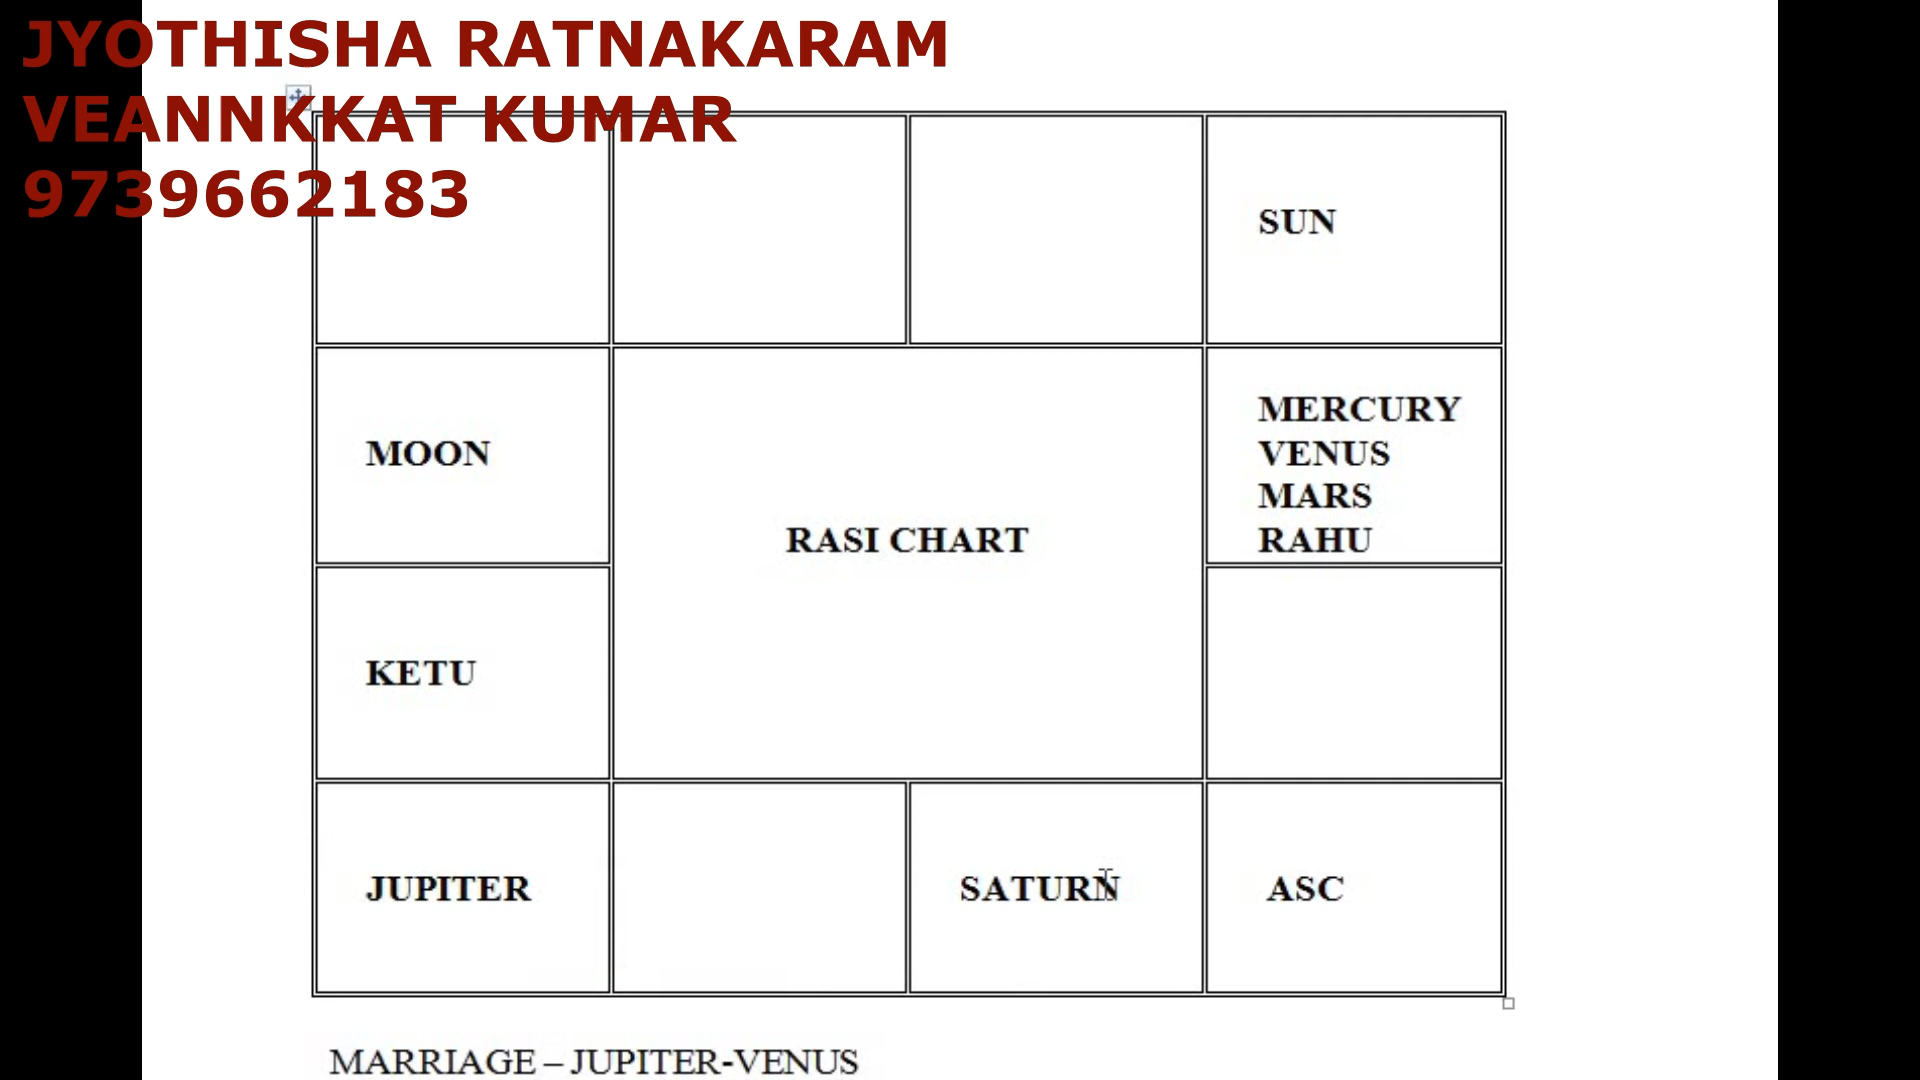 JYOTHISHA RATNAKARAM
VEANNKKAT KUMAR
9739662183
SUN
MOON
MERCURY
VENUS
MARS
RAHU
RASI CHART
KETU
JUPITER
SATURN
ASC
MARRIAGE – JUPITER-VENUS